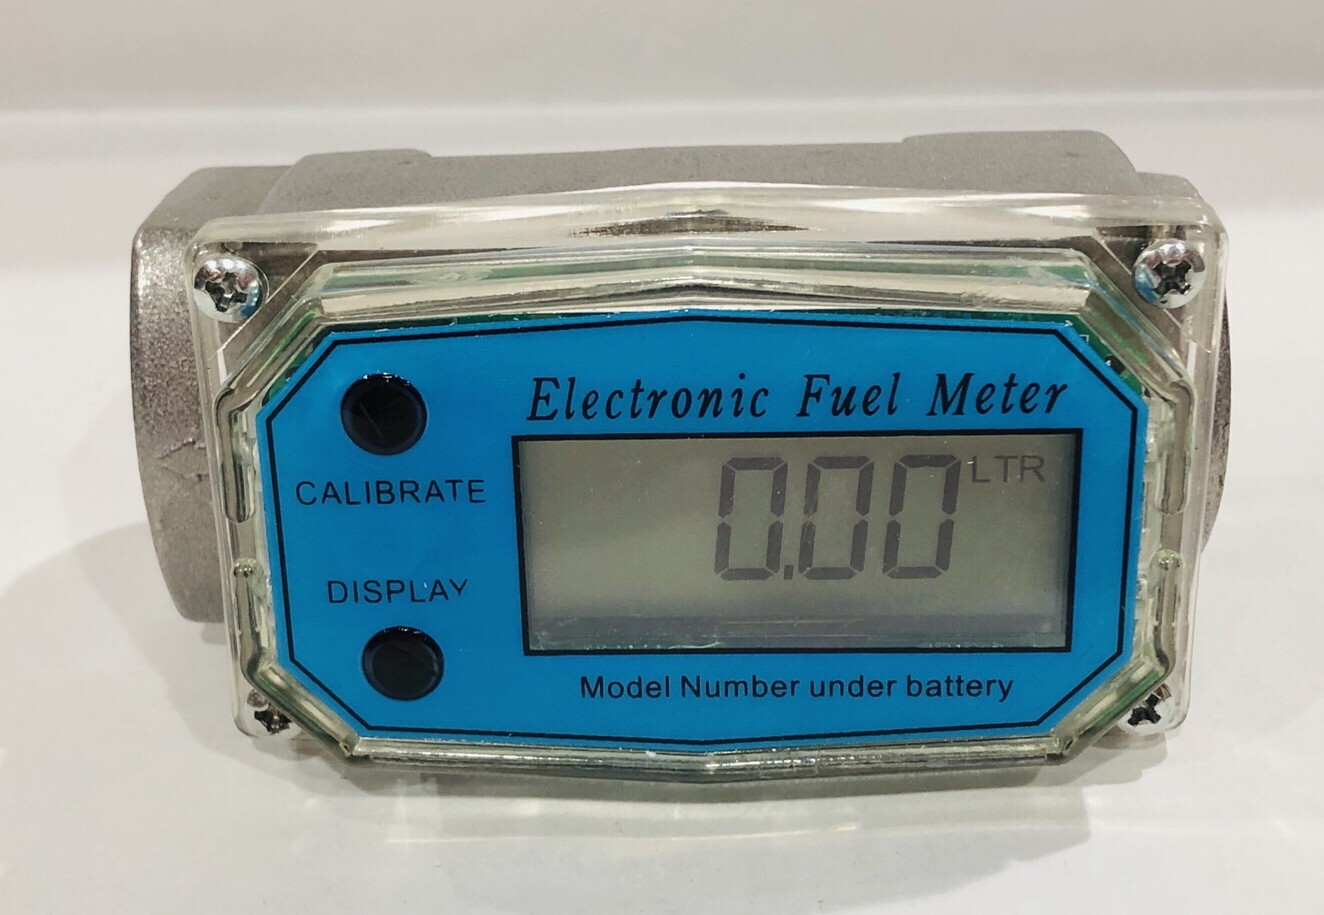 Electronic Fuel Meter
0.00 LTR
CALIBRATE
DISPLAY
Model Number under battery